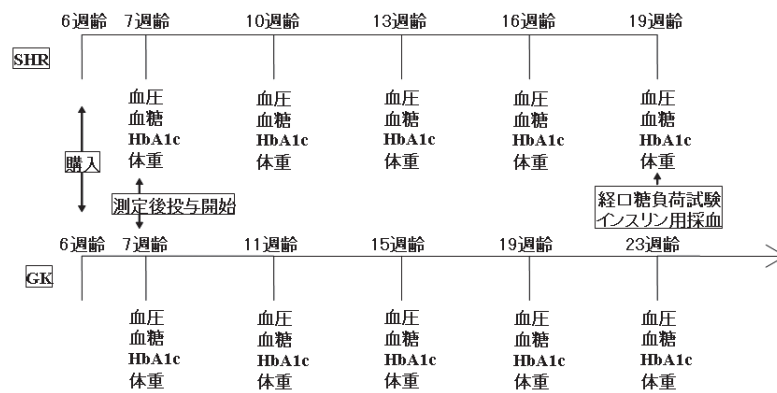 6週齢 7週齢 10週齢 13週齢 16週齢 19週齢
SHR
血圧 血圧 血圧 血圧 血圧
血糖 血糖 血糖 血糖 血糖
HbA1c HbA1c HbA1c HbA1c HbA1c
体重 体重 体重 体重 体重
購入
測定後投与開始
経口糖負荷試験
インスリン用採血
6週齢 7週齢 11週齢 15週齢 19週齢 23週齢
GK
血圧 血圧 血圧 血圧 血圧
血糖 血糖 血糖 血糖 血糖
HbA1c HbA1c HbA1c HbA1c HbA1c
体重 体重 体重 体重 体重